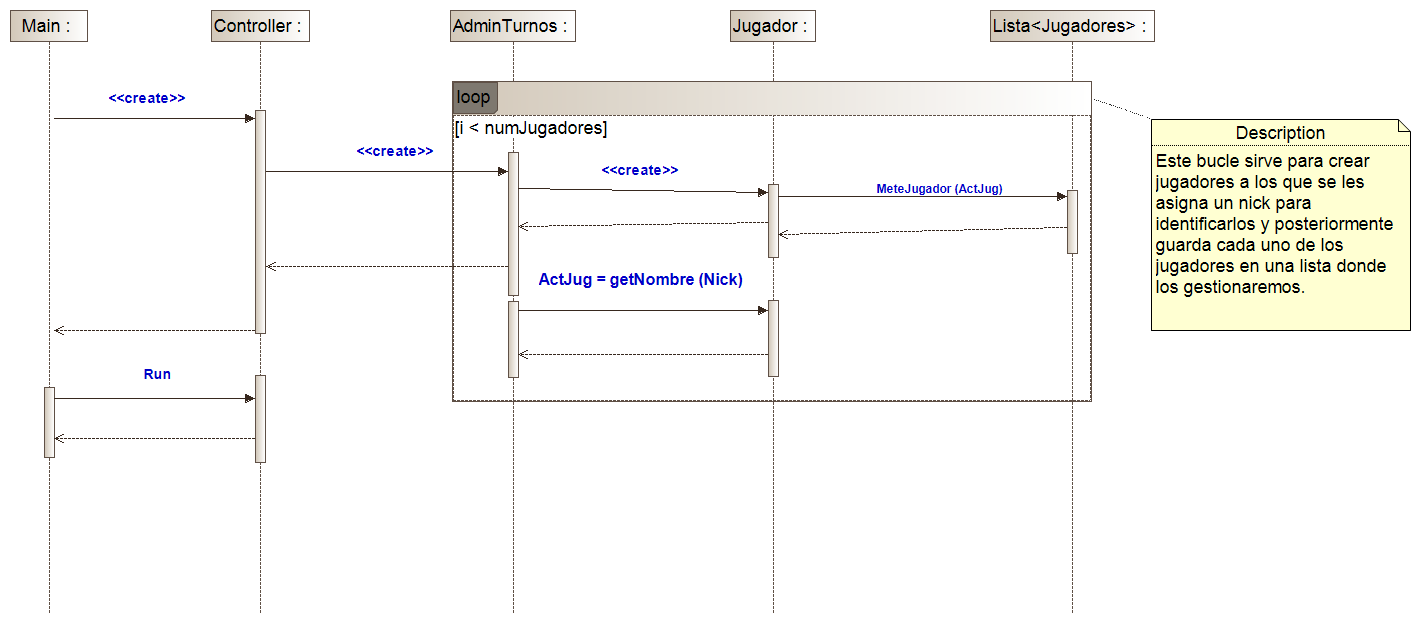 Main :
Controller :
AdminTurnos :
Jugador :
Lista<Jugadores> :
loop
[i < numJugadores]
<<create>>
<<create>>
<<create>>
MeteJugador (ActJug)
ActJug = getNombre (Nick)
Run
Description
Este bucle sirve para crear
jugadores a los que se les
asigna un nick para
identificarlos y posteriormente
guarda cada uno de los
jugadores en una lista donde
los gestionaremos.